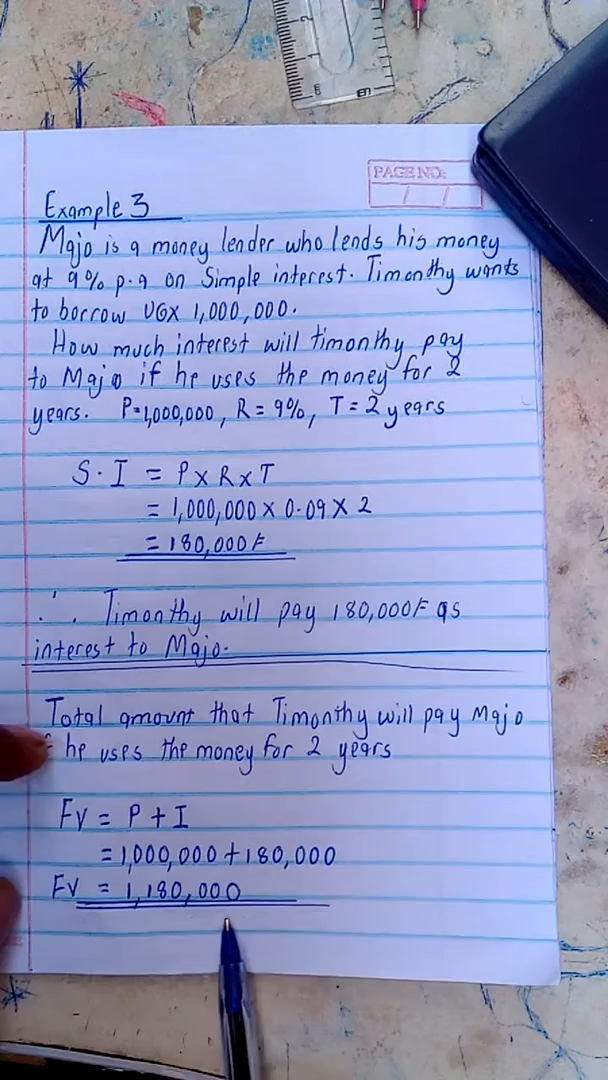 PAGE NO:
Example 3
Majo is a money lender who lends his money
at 9% p.a on Simple interest. Timonthy wants
to borrow UGX 1,000,000.
How much interest will timonthy pay
to Majo if he uses the money for 2
years. P=1,000,000, R = 9%, T = 2 years
S.I = P x R x T
= 1,000,000 x 0.09 x 2
= 180,000F
∴ Timonthy will pay 180,000F as
interest to Majo.
Total amount that Timonthy will pay Majo
he uses the money for 2 years
FV = P + I
= 1,000,000 + 180,000
FV = 1,180,000